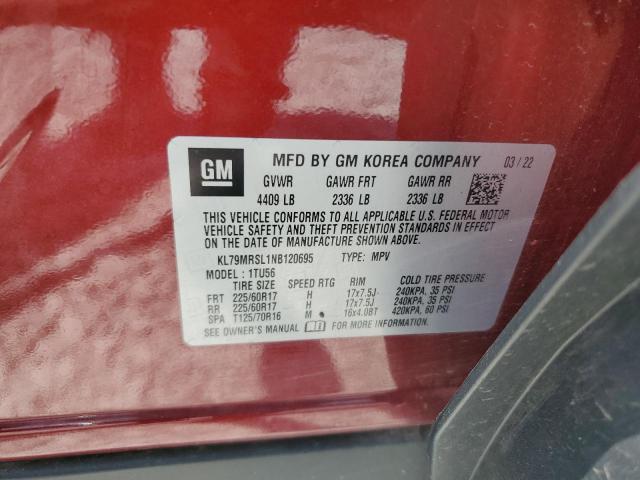 GM MFD BY GM KOREA COMPANY 03/22
GVWR GAWR FRT GAWR RR
4409 LB 2336 LB 2336 LB
THIS VEHICLE CONFORMS TO ALL APPLICABLE U.S. FEDERAL MOTOR
VEHICLE SAFETY AND THEFT PREVENTION STANDARDS IN EFFECT
ON THE DATE OF MANUFACTURE SHOWN ABOVE.
KL79MRSL1NB120695 TYPE: MPV
MODEL: 1TU56
TIRE SIZE SPEED RTG RIM COLD TIRE PRESSURE
FRT 225/60R17 H 17x7.5J 240KPA, 35 PSI
RR 225/60R17 H 17x7.5J 240KPA, 35 PSI
SPA T125/70R16 M 16x4.0BT 420KPA, 60 PSI
SEE OWNER'S MANUAL FOR MORE INFORMATION.